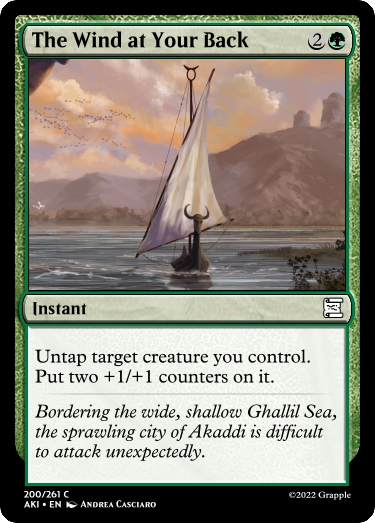 The Wind at Your Back 2
Instant
Untap target creature you control.
Put two +1/+1 counters on it.
Bordering the wide, shallow Ghallil Sea,
the sprawling city of Akaddi is difficult
to attack unexpectedly.
200/261 C
AKI • EN Andrea Casciaro
©2022 Grapple